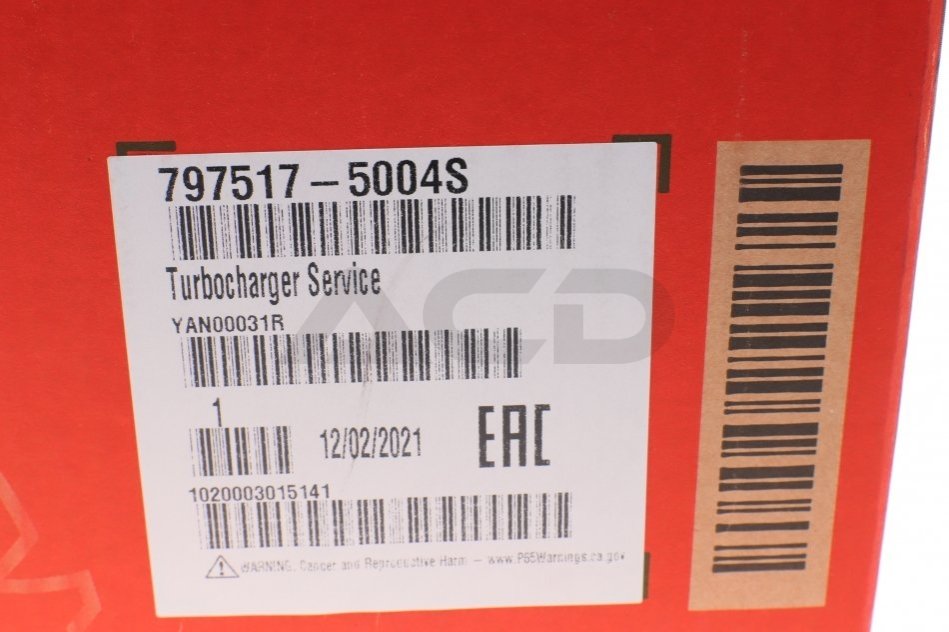 797517-5004S
Turbocharger Service
YAN00031R
1
12/02/2021
EAC
1020003015141
WARNING, Cancer and Reproductive Harm - www.P65Warnings.ca.gov
ACD